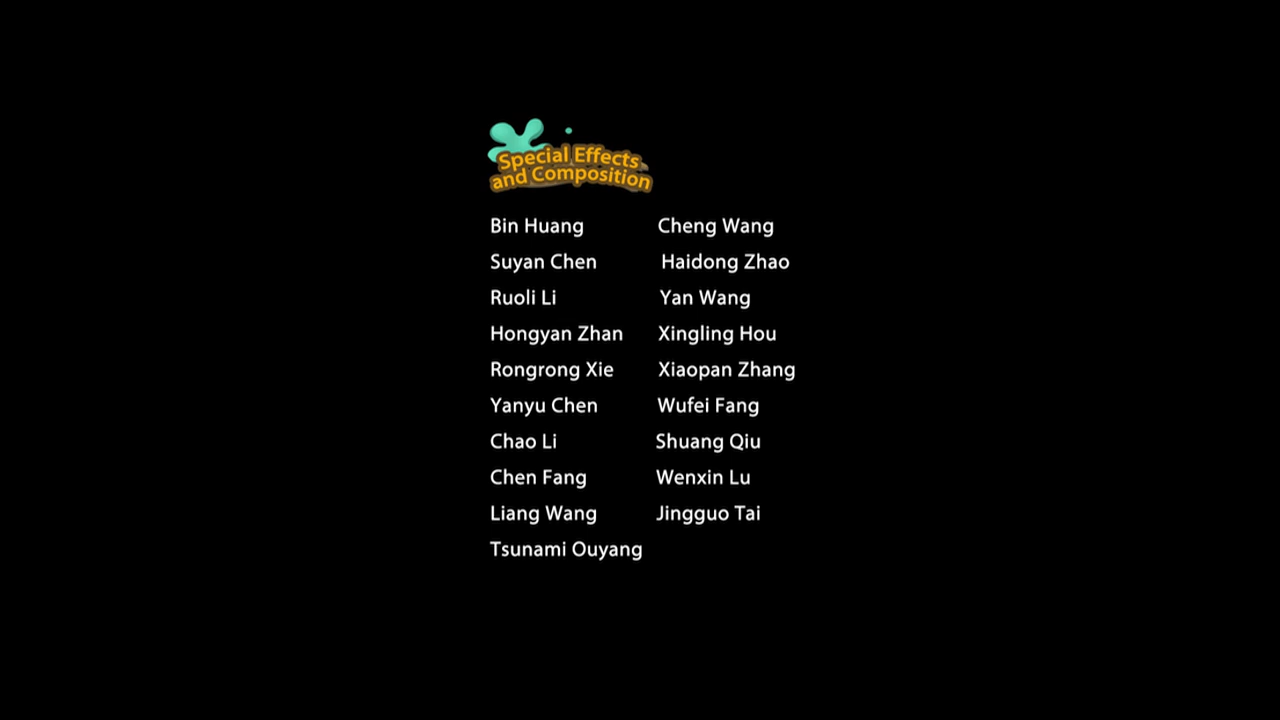 Special Effects
and Composition
Bin Huang Cheng Wang
Suyan Chen Haidong Zhao
Ruoli Li Yan Wang
Hongyan Zhan Xingling Hou
Rongrong Xie Xiaopan Zhang
Yanyu Chen Wufei Fang
Chao Li Shuang Qiu
Chen Fang Wenxin Lu
Liang Wang Jingguo Tai
Tsunami Ouyang